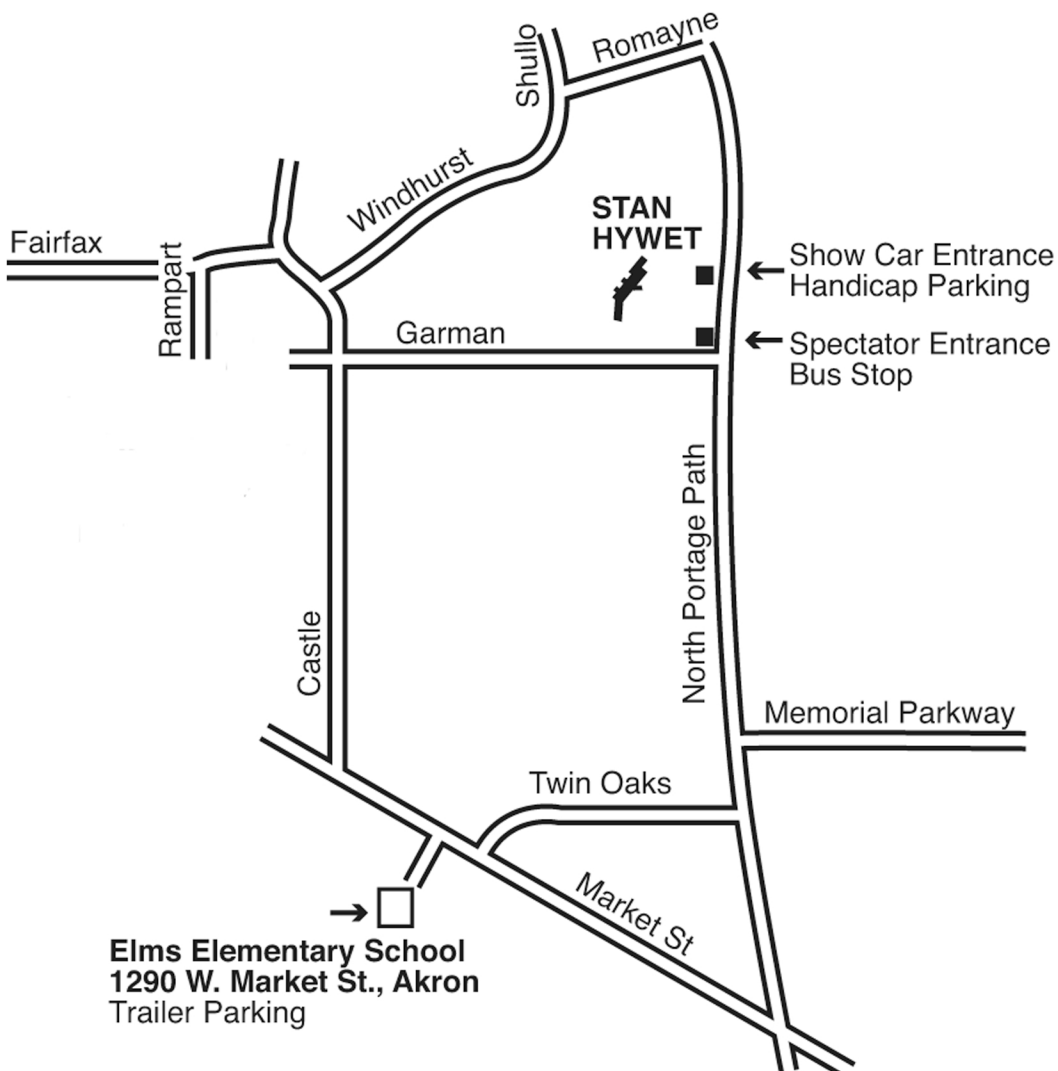 Shullo
Romayne
Windhurst
STAN
HYWET
Fairfax
Rampart
Show Car Entrance
Handicap Parking
Garman
Spectator Entrance
Bus Stop
North Portage Path
Castle
Memorial Parkway
Twin Oaks
Market St
Elms Elementary School
1290 W. Market St., Akron
Trailer Parking